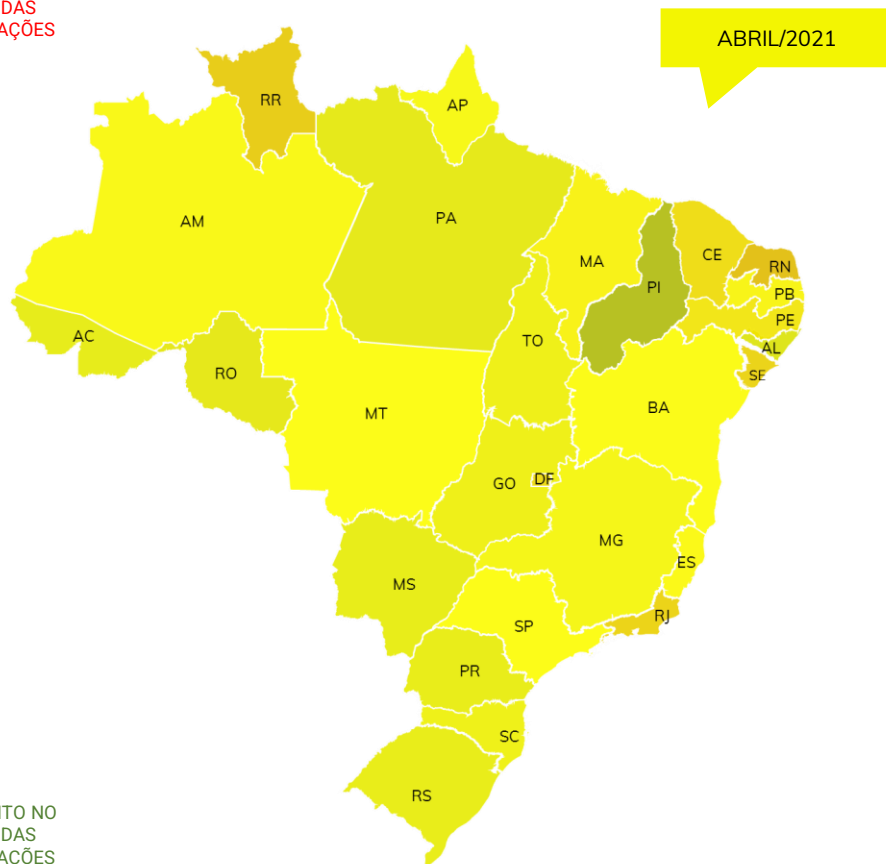 DAS
AÇÕES
ABRIL/2021
RR
AP
AM
PA
MA
CE
RN
PI
PB
PE
AL
SE
AC
RO
TO
MT
BA
GO
DF
MG
ES
MS
SP
RJ
PR
SC
RS
TO NO
DAS
AÇÕES